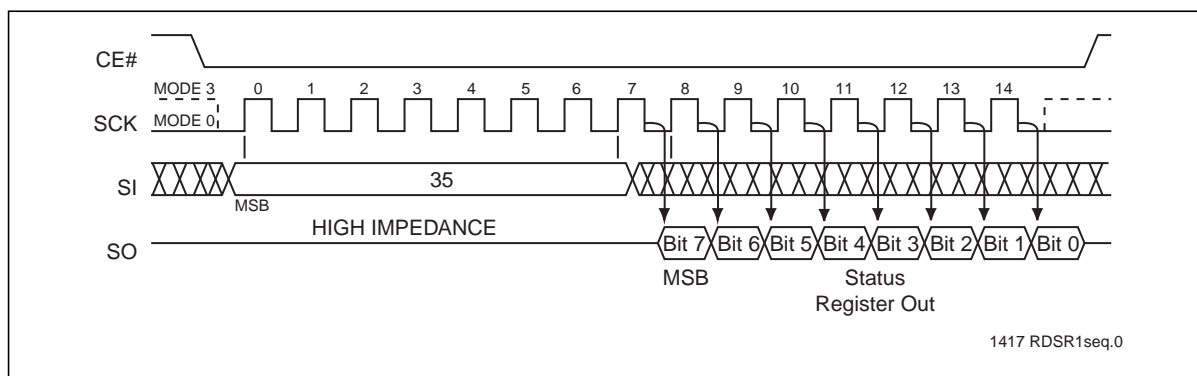 CE#
MODE 3 0 1 2 3 4 5 6 7 8 9 10 11 12 13 14
SCK MODE 0
SI 35
MSB
HIGH IMPEDANCE
SO Bit 7 Bit 6 Bit 5 Bit 4 Bit 3 Bit 2 Bit 1 Bit 0
MSB Status
Register Out
1417 RDSR1seq.0